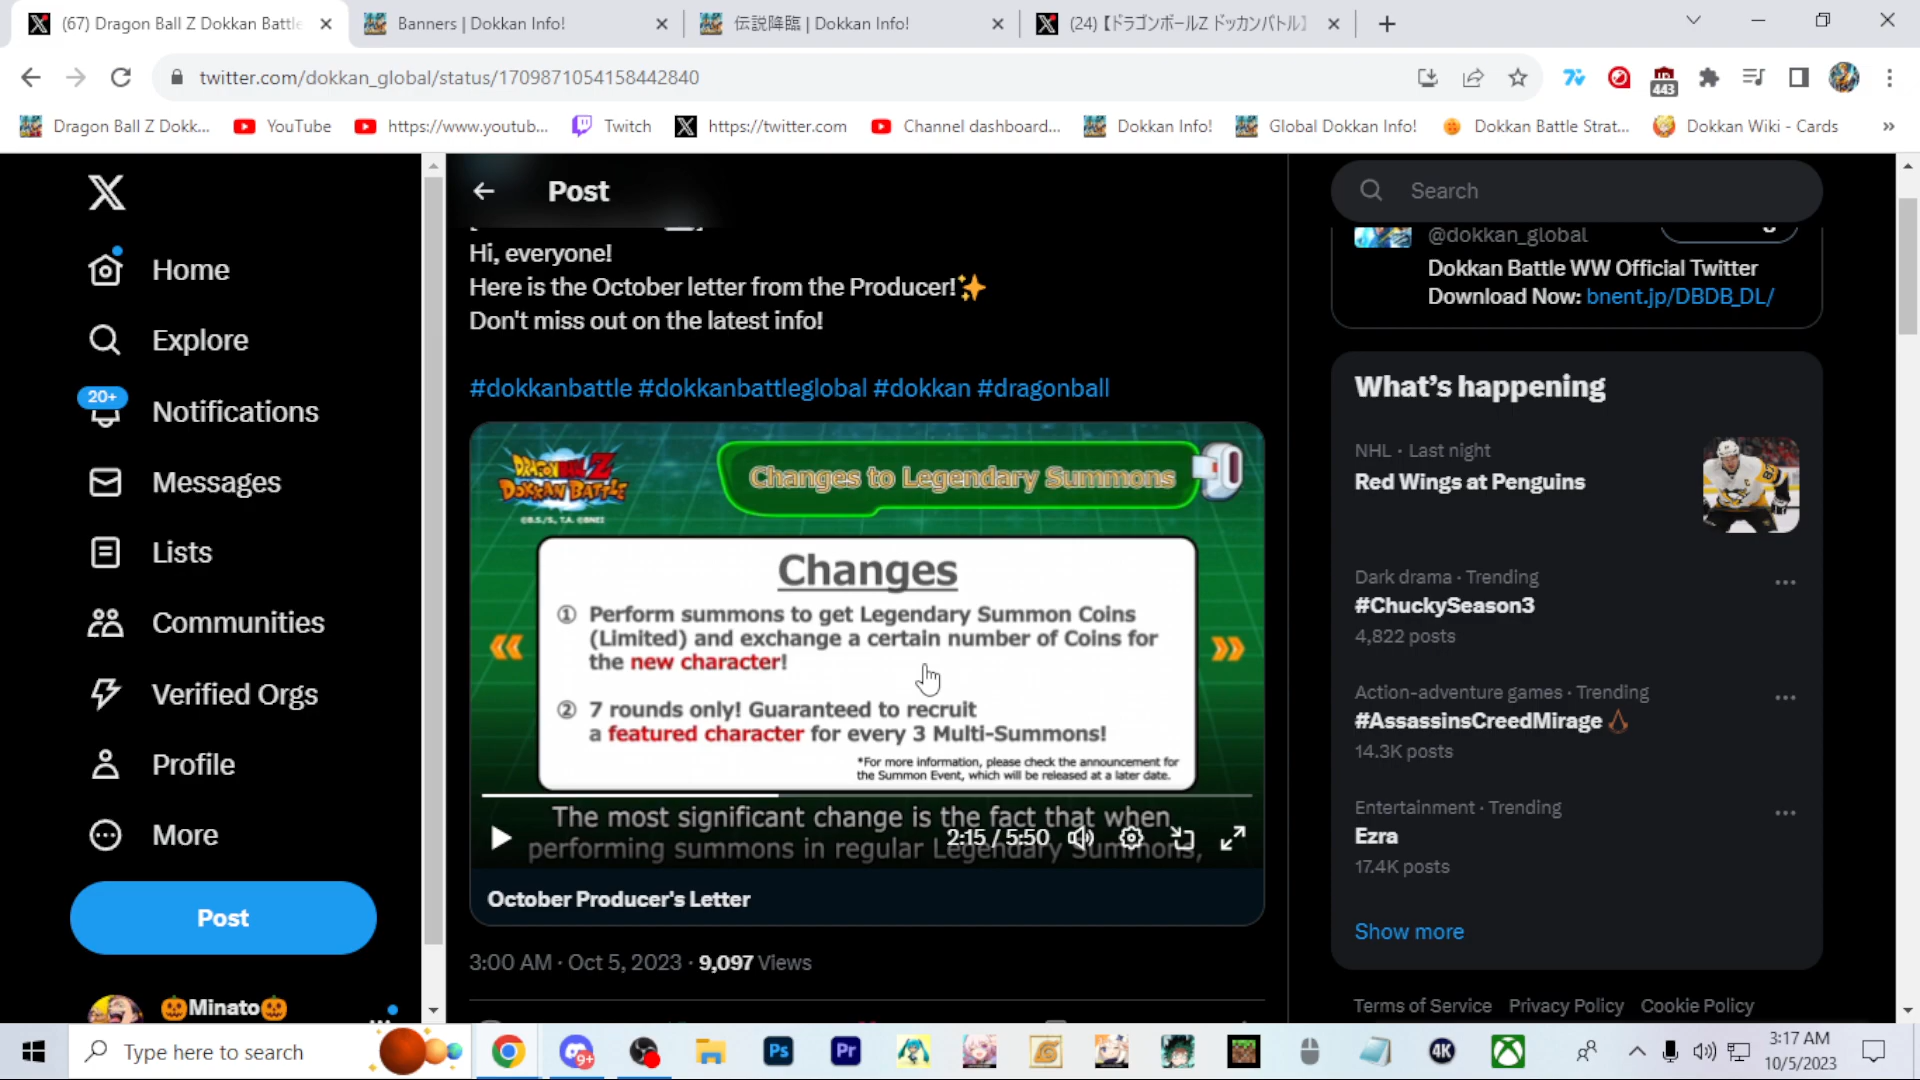 (67) Dragon Ball Z Dokkan Battle
Banners | Dokkan Info!
伝説降臨 | Dokkan Info!
(24)【ドラゴンボールZ ドッカンバトル】
twitter.com/dokkan_global/status/1709871054158442840
443
Dragon Ball Z Dokk...
YouTube
https://www.youtub...
Twitch
https://twitter.com
Channel dashboard...
Dokkan Info!
Global Dokkan Info!
Dokkan Battle Strat...
Dokkan Wiki - Cards
Home
Explore
20+
Notifications
Messages
Lists
Communities
Verified Orgs
Profile
More
Post
🎃Minato🎃
Post
Hi, everyone!
Here is the October letter from the Producer!✨
Don't miss out on the latest info!
#dokkanbattle #dokkanbattleglobal #dokkan #dragonball
DRAGON BALL Z
DOKKAN BATTLE
©B.S./S., T.A. ©BNEI
Changes to Legendary Summons
Changes
① Perform summons to get Legendary Summon Coins
(Limited) and exchange a certain number of Coins for
the new character!
② 7 rounds only! Guaranteed to recruit
a featured character for every 3 Multi-Summons!
*For more information, please check the announcement for
the Summon Event, which will be released at a later date.
The most significant change is the fact that when
performing summons in regular Legendary Summons,
2:15 / 5:50
October Producer's Letter
3:00 AM · Oct 5, 2023 · 9,097 Views
Search
@dokkan_global
Dokkan Battle WW Official Twitter
Download Now: bnent.jp/DBDB_DL/
What's happening
NHL · Last night
Red Wings at Penguins
Dark drama · Trending
#ChuckySeason3
4,822 posts
Action-adventure games · Trending
#AssassinsCreedMirage
14.3K posts
Entertainment · Trending
Ezra
17.4K posts
Show more
Terms of Service Privacy Policy Cookie Policy
Type here to search
9+
Ps
Pr
4K
3:17 AM
10/5/2023